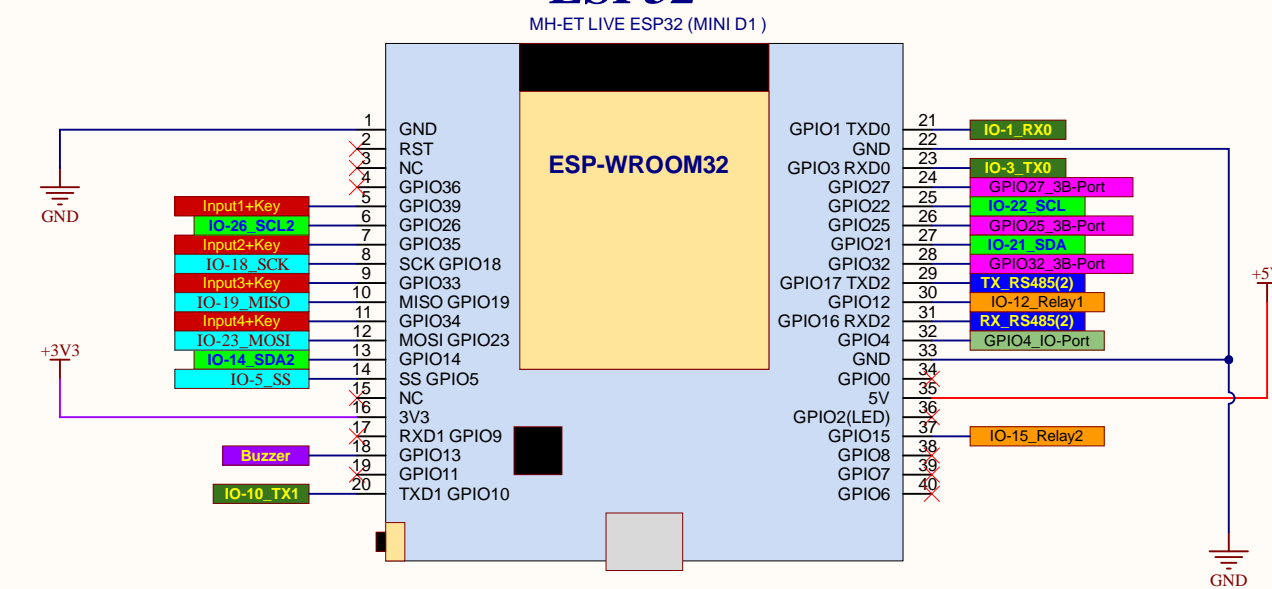 ESP32
MH-ET LIVE ESP32 (MINI D1 )
ESP-WROOM32
1 GND
GND
2 RST
3 NC
4 GPIO36
Input1+Key 5 GPIO39
IO-26_SCL2 6 GPIO26
Input2+Key 7 GPIO35
IO-18_SCK 8 SCK GPIO18
Input3+Key 9 GPIO33
IO-19_MISO 10 MISO GPIO19
Input4+Key 11 GPIO34
IO-23_MOSI 12 MOSI GPIO23
IO-14_SDA2 13 GPIO14
IO-5_SS 14 SS GPIO5
15 NC
+3V3 16 3V3
17 RXD1 GPIO9
Buzzer 18 GPIO13
19 GPIO11
IO-10_TX1 20 TXD1 GPIO10
GPIO1 TXD0 21 IO-1_RX0
GND 22
GPIO3 RXD0 23 IO-3_TX0
GPIO27 24 GPIO27_3B-Port
GPIO22 25 IO-22_SCL
GPIO25 26 GPIO25_3B-Port
GPIO21 27 IO-21_SDA
GPIO32 28 GPIO32_3B-Port
GPIO17 TXD2 29 TX_RS485(2)
GPIO12 30 IO-12_Relay1
GPIO16 RXD2 31 RX_RS485(2)
GPIO4 32 GPIO4_IO-Port
GND 33
GPIO0 34
5V 35
+5
GPIO2(LED) 36
GPIO15 37 IO-15_Relay2
GPIO8 38
GPIO7 39
GPIO6 40
GND